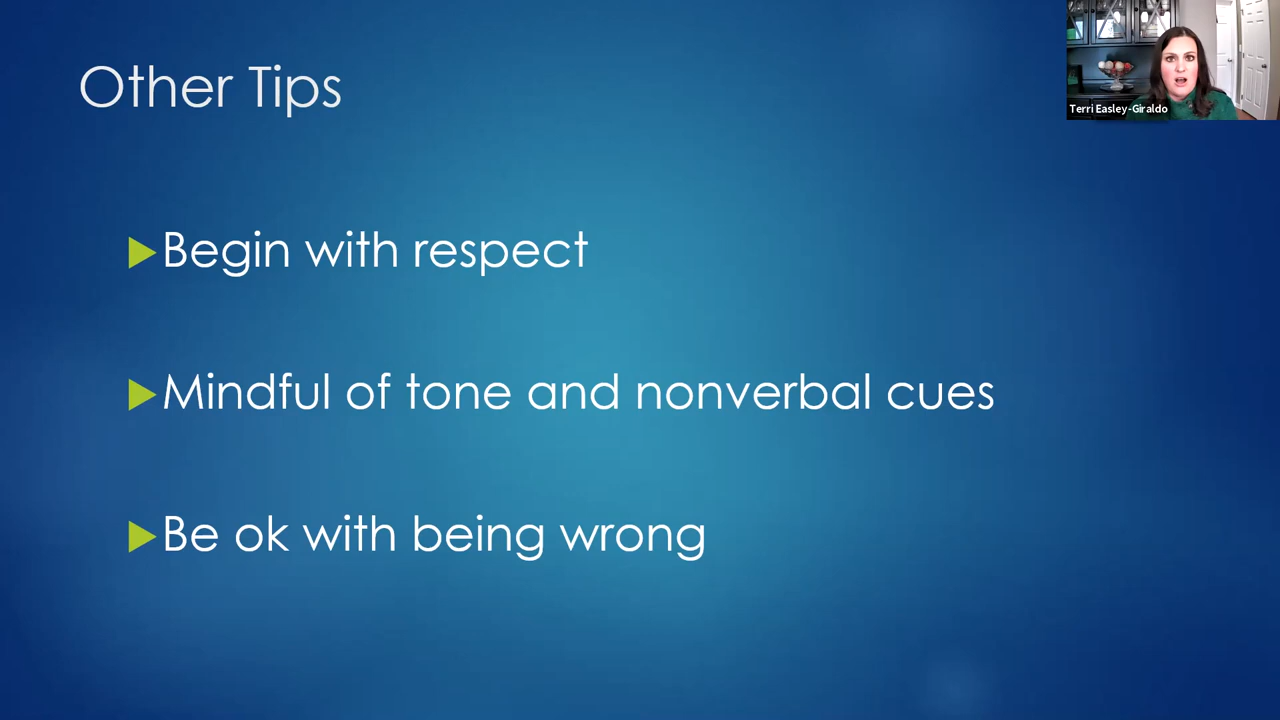 Other Tips
Terri Easley-Giraldo
Begin with respect
Mindful of tone and nonverbal cues
Be ok with being wrong